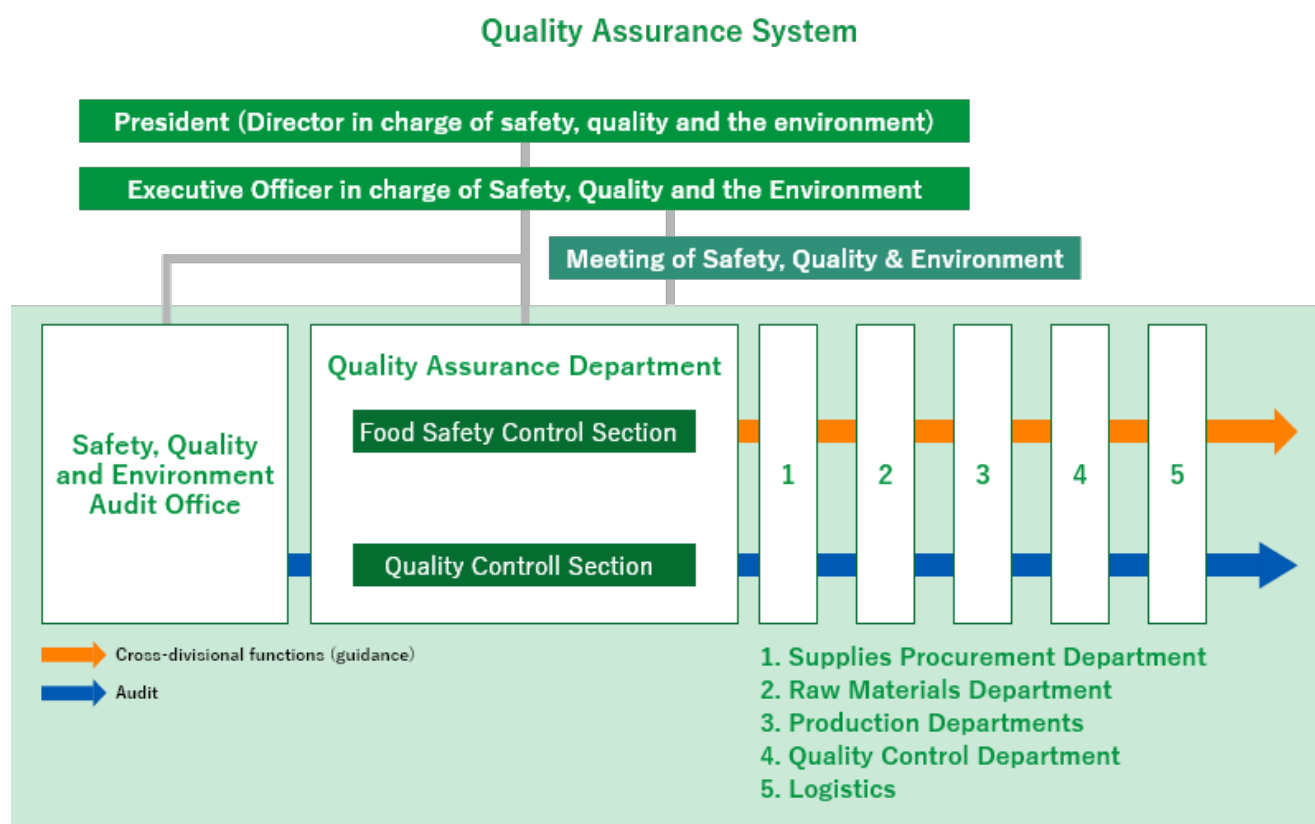 Quality Assurance System
President (Director in charge of safety, quality and the environment)
Executive Officer in charge of Safety, Quality and the Environment
Meeting of Safety, Quality & Environment
Safety, Quality
and Environment
Audit Office
Quality Assurance Department
Food Safety Control Section
Quality Controll Section
1
2
3
4
5
Cross-divisional functions (guidance)
Audit
1. Supplies Procurement Department
2. Raw Materials Department
3. Production Departments
4. Quality Control Department
5. Logistics